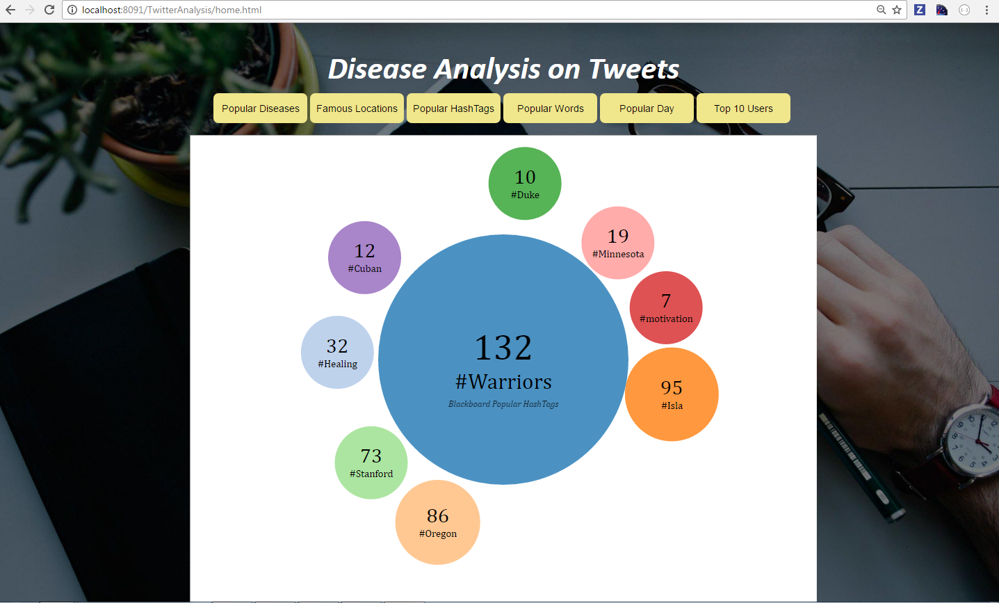 localhost:8091/TwitterAnalysis/home.html
Z
Disease Analysis on Tweets
Popular Diseases
Famous Locations
Popular HashTags
Popular Words
Popular Day
Top 10 Users
10
#Duke
19
#Minnesota
12
#Cuban
7
#motivation
32
#Healing
132
#Warriors
Blackboard Popular HashTags
95
#Isla
73
#Stanford
86
#Oregon